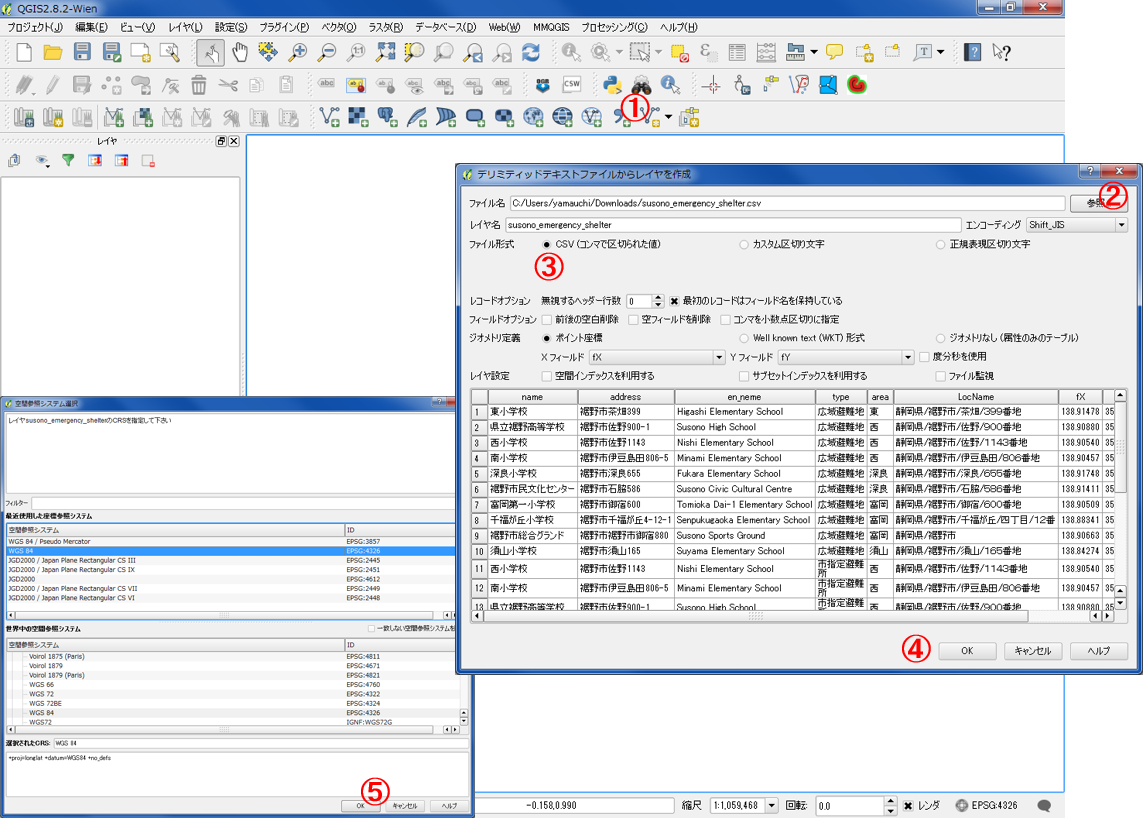 QGIS2.8.2-Wien
プロジェクト(J) 編集(E) ビュー(V) レイヤ(L) 設定(S) プラグイン(P) ベクタ(O) ラスタ(R) データベース(D) Web(W) MMQGIS プロセッシング(C) ヘルプ(H)
①
レイヤ
デリミティッドテキストファイルからレイヤを作成
ファイル名 C:/Users/yamauchi/Downloads/susono_emergency_shelter.csv 参照 ②
レイヤ名 susono_emergency_shelter エンコーディング Shift_JIS
ファイル形式 CSV (コンマで区切られた値) カスタム区切り文字 正規表現区切り文字
③
レコードオプション 無視するヘッダー行数 0 最初のレコードはフィールド名を保持している
フィールドオプション 前後の空白削除 空フィールドを削除 コンマを小数点区切りに指定
ジオメトリ定義 ポイント座標 Well known text (WKT) 形式 ジオメトリなし (属性のみのテーブル)
X フィールド fX Y フィールド fY 度分秒を使用
レイヤ設定 空間インデックスを利用する サブセットインデックスを利用する ファイル監視
name address en_neme type area LocName fX
1 東小学校 裾野市茶畑399 Higashi Elementary School 広域避難地 東 静岡県/裾野市/茶畑/399番地 138.91478 35
2 県立裾野高等学校 裾野市佐野900-1 Susono High School 広域避難地 西 静岡県/裾野市/佐野/900番地 138.90880 35
3 西小学校 裾野市佐野1143 Nishi Elementary School 広域避難地 西 静岡県/裾野市/佐野/1143番地 138.90540 35
4 南小学校 裾野市伊豆島田806-5 Minami Elementary School 広域避難地 西 静岡県/裾野市/伊豆島田/806番地 138.90457 35
5 深良小学校 裾野市深良655 Fukara Elementary School 広域避難地 深良 静岡県/裾野市/深良/655番地 138.91748 35
6 裾野市民文化センター 裾野市石脇586 Susono Civic Cultural Centre 広域避難地 深良 静岡県/裾野市/石脇/586番地 138.91411 35
7 富岡第一小学校 裾野市御宿600 Tomioka Dai-1 Elementary School 広域避難地 富岡 静岡県/裾野市/御宿/600番地 138.90509 35
8 千福が丘小学校 裾野市千福が丘4-12-1 Senpukugaoka Elementary School 広域避難地 富岡 静岡県/裾野市/千福が丘/四丁目/12番 138.88341 35
9 裾野市総合グランド 裾野市裾野市御宿880 Susono Sports Ground 広域避難地 富岡 静岡県/裾野市 138.90663 35
10 須山小学校 裾野市須山165 Suyama Elementary School 広域避難地 須山 静岡県/裾野市/須山/165番地 138.84274 35
11 西小学校 裾野市佐野1143 Nishi Elementary School 市指定避難所 西 静岡県/裾野市/佐野/1143番地 138.90540 35
12 南小学校 裾野市伊豆島田806-5 Minami Elementary School 市指定避難所 西 静岡県/裾野市/伊豆島田/806番地 138.90457 35
13 県立裾野高等学校 裾野市佐野900-1 Susono High School 市指定避難 西 静岡県/裾野市/佐野/900番地 138.90880 35
④ OK キャンセル ヘルプ
空間参照システム選択
レイヤsusono_emergency_shelterのCRSを指定して下さい
フィルター
最近使用した座標参照システム
空間参照システム ID
WGS 84 / Pseudo Mercator EPSG:3857
WGS 84 EPSG:4326
JGD2000 / Japan Plane Rectangular CS III EPSG:2445
JGD2000 / Japan Plane Rectangular CS IX EPSG:2451
JGD2000 EPSG:4612
JGD2000 / Japan Plane Rectangular CS VII EPSG:2449
JGD2000 / Japan Plane Rectangular CS VI EPSG:2448
世界中の空間参照システム 一致しない空間参照システムを
空間参照システム ID
Voirol 1875 (Paris) EPSG:4811
Voirol 1879 EPSG:4671
Voirol 1879 (Paris) EPSG:4821
WGS 66 EPSG:4760
WGS 72 EPSG:4322
WGS 72BE EPSG:4324
WGS 84 EPSG:4326
WGS72 IGNF:WGS72G
選択されたCRS: WGS 84
+proj=longlat +datum=WGS84 +no_defs
⑤
OK キャンセル ヘルプ
-0.158,0.990 縮尺 1:1,059,468 回転: 0.0 レンダ EPSG:4326